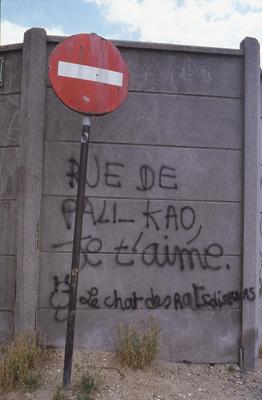 RUE DE
PALI-KAO,
Je t'aime.
Le chat des Rats